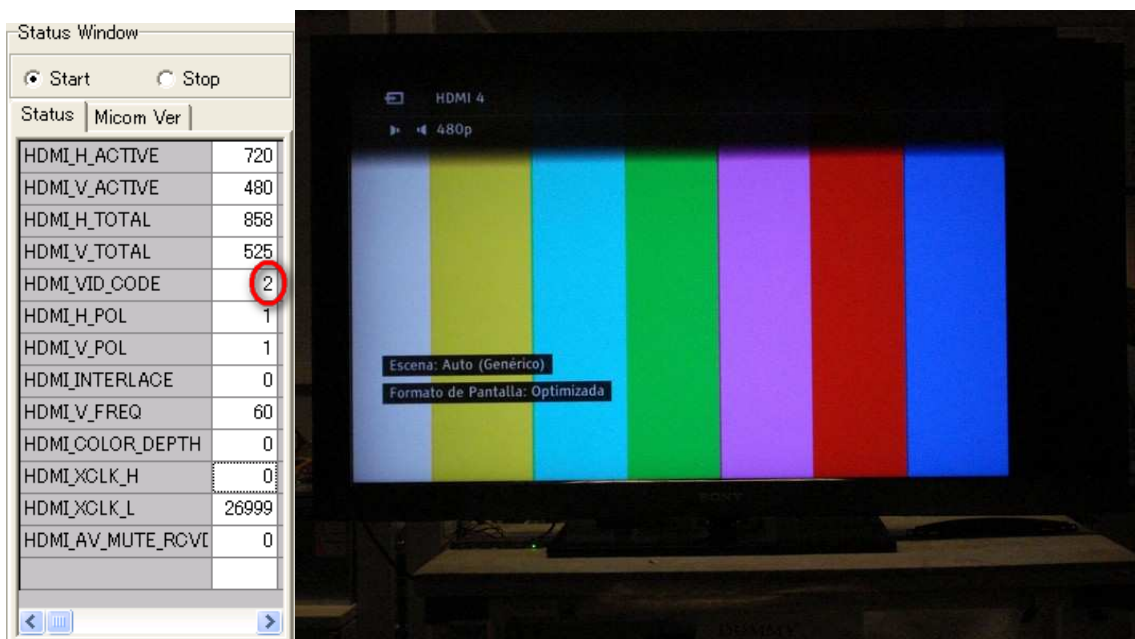 Status Window
Start Stop
Status Micom Ver
HDMI_H_ACTIVE 720
HDMI_V_ACTIVE 480
HDMI_H_TOTAL 858
HDMI_V_TOTAL 525
HDMI_VID_CODE 2
HDMI_H_POL 1
HDMI_V_POL 1
HDMI_INTERLACE 0
HDMI_V_FREQ 60
HDMI_COLOR_DEPTH 0
HDMI_XCLK_H 0
HDMI_XCLK_L 26999
HDMI_AV_MUTE_RCVI 0
HDMI 4
480p
Escena: Auto (Genérico)
Formato de Pantalla: Optimizada
SONY